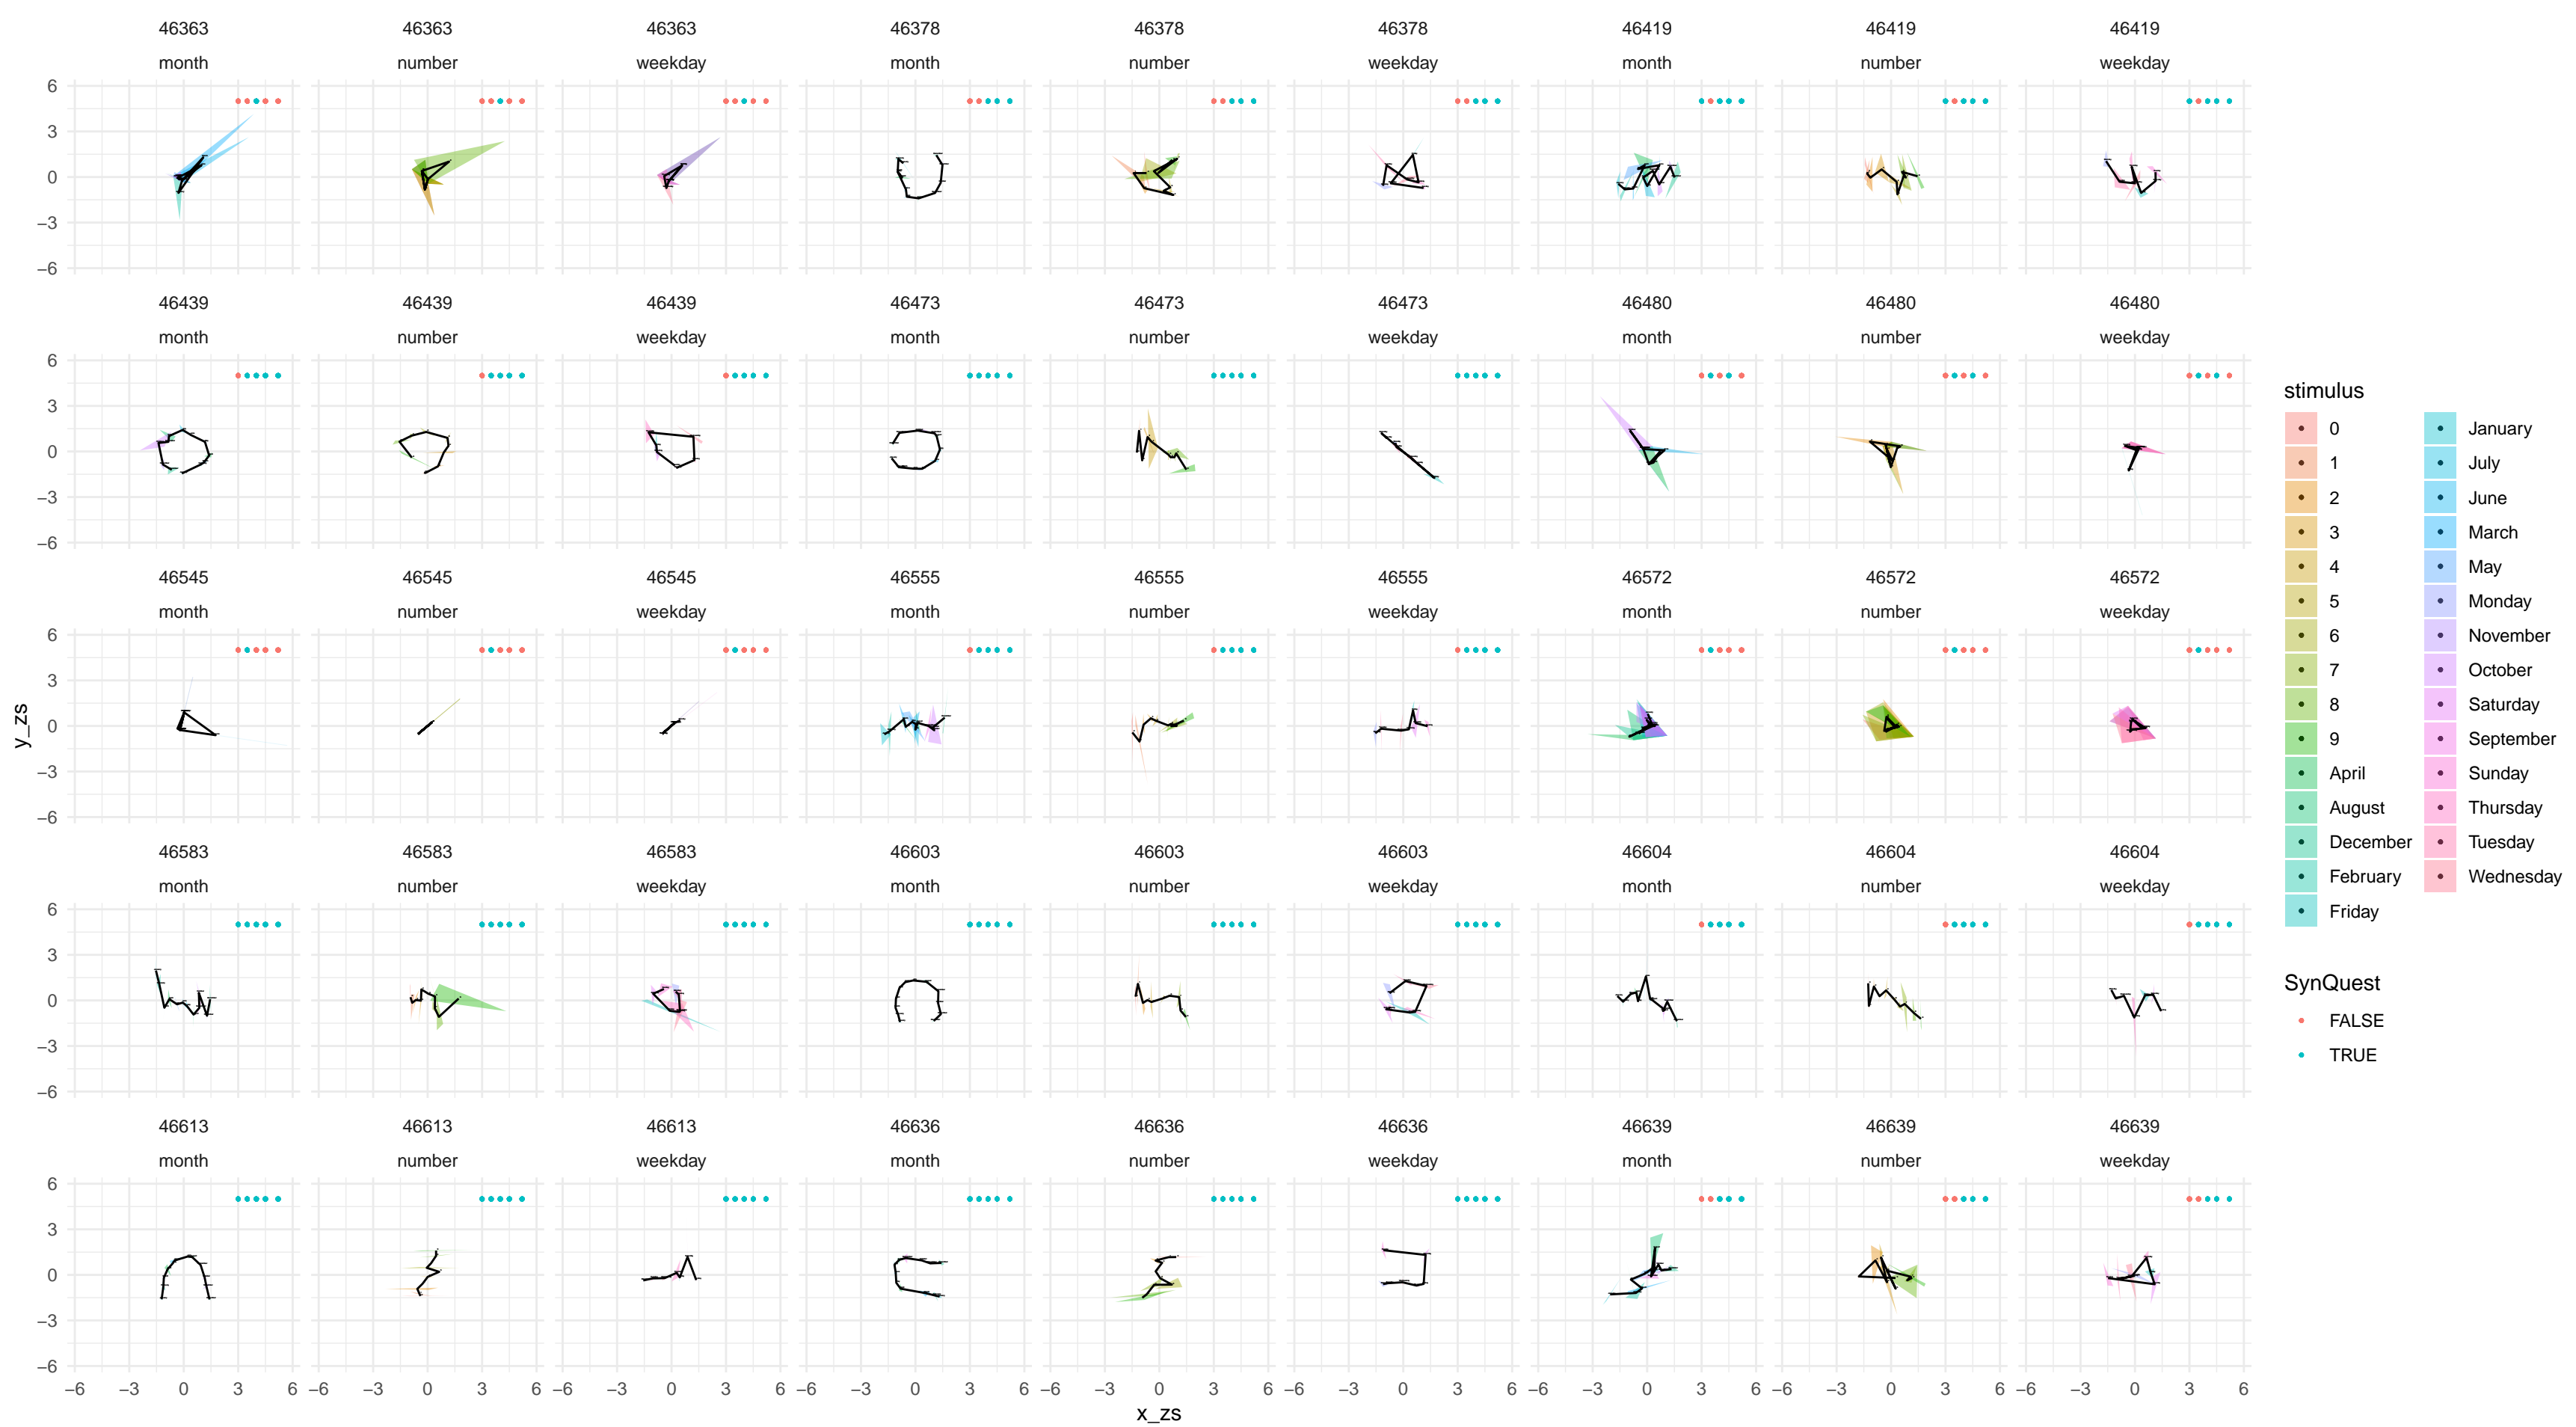 46363 46363 46363 46378 46378 46378 46419 46419 46419
month number weekday month number weekday month number weekday
6
3
0
−3
−6
46439 46439 46439 46473 46473 46473 46480 46480 46480
month number weekday month number weekday month number weekday
6
3
0
−3
−6
46545 46545 46545 46555 46555 46555 46572 46572 46572
month number weekday month number weekday month number weekday
6
3
0
−3
−6
46583 46583 46583 46603 46603 46603 46604 46604 46604
month number weekday month number weekday month number weekday
6
3
0
−3
−6
46613 46613 46613 46636 46636 46636 46639 46639 46639
month number weekday month number weekday month number weekday
6
3
0
−3
−6
−6 −3 0 3 6 −6 −3 0 3 6 −6 −3 0 3 6 −6 −3 0 3 6 −6 −3 0 3 6 −6 −3 0 3 6 −6 −3 0 3 6 −6 −3 0 3 6 −6 −3 0 3 6
x_zs
y_zs
stimulus
0
1
2
3
4
5
6
7
8
9
April
August
December
February
Friday
January
July
June
March
May
Monday
November
October
Saturday
September
Sunday
Thursday
Tuesday
Wednesday
SynQuest
FALSE
TRUE